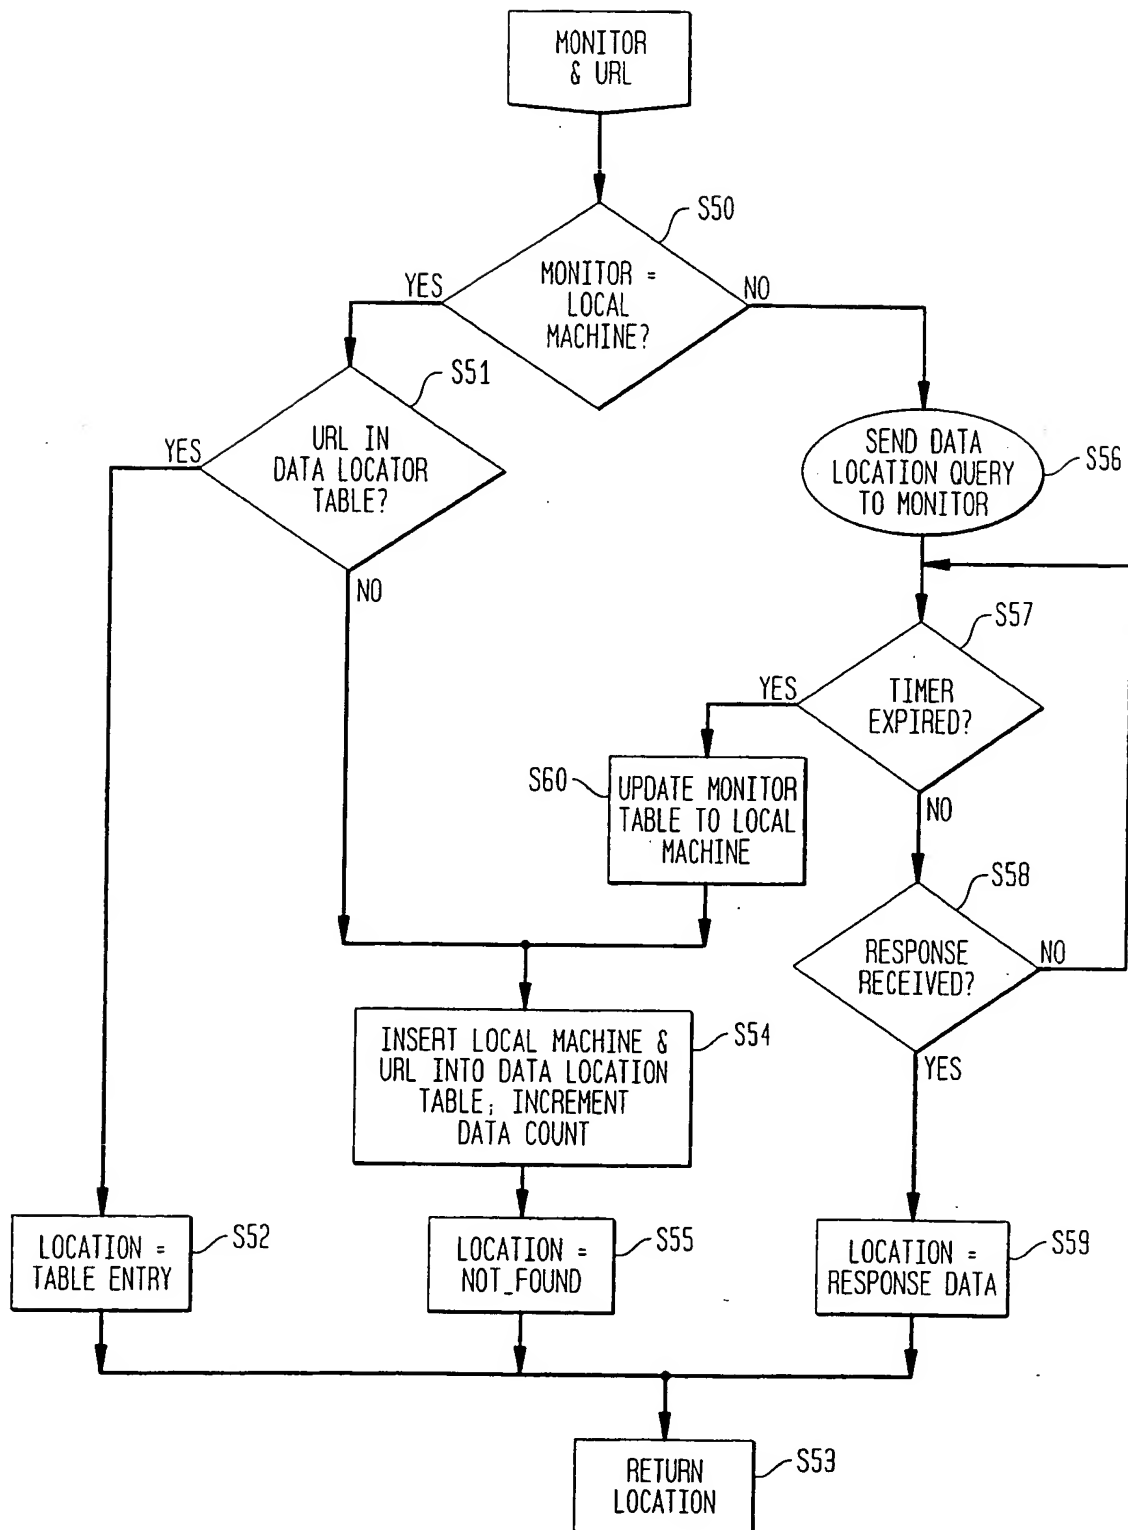 MONITOR
& URL
S50
MONITOR =
LOCAL
MACHINE?
YES
NO
S51
URL IN
DATA LOCATOR
TABLE?
YES
NO
SEND DATA
LOCATION QUERY
TO MONITOR
S56
S57
TIMER
EXPIRED?
YES
NO
S60
UPDATE MONITOR
TABLE TO LOCAL
MACHINE
S58
RESPONSE
RECEIVED?
NO
YES
INSERT LOCAL MACHINE &
URL INTO DATA LOCATION
TABLE; INCREMENT
DATA COUNT
S54
LOCATION =
TABLE ENTRY
S52
LOCATION =
NOT_FOUND
S55
LOCATION =
RESPONSE DATA
S59
RETURN
LOCATION
S53